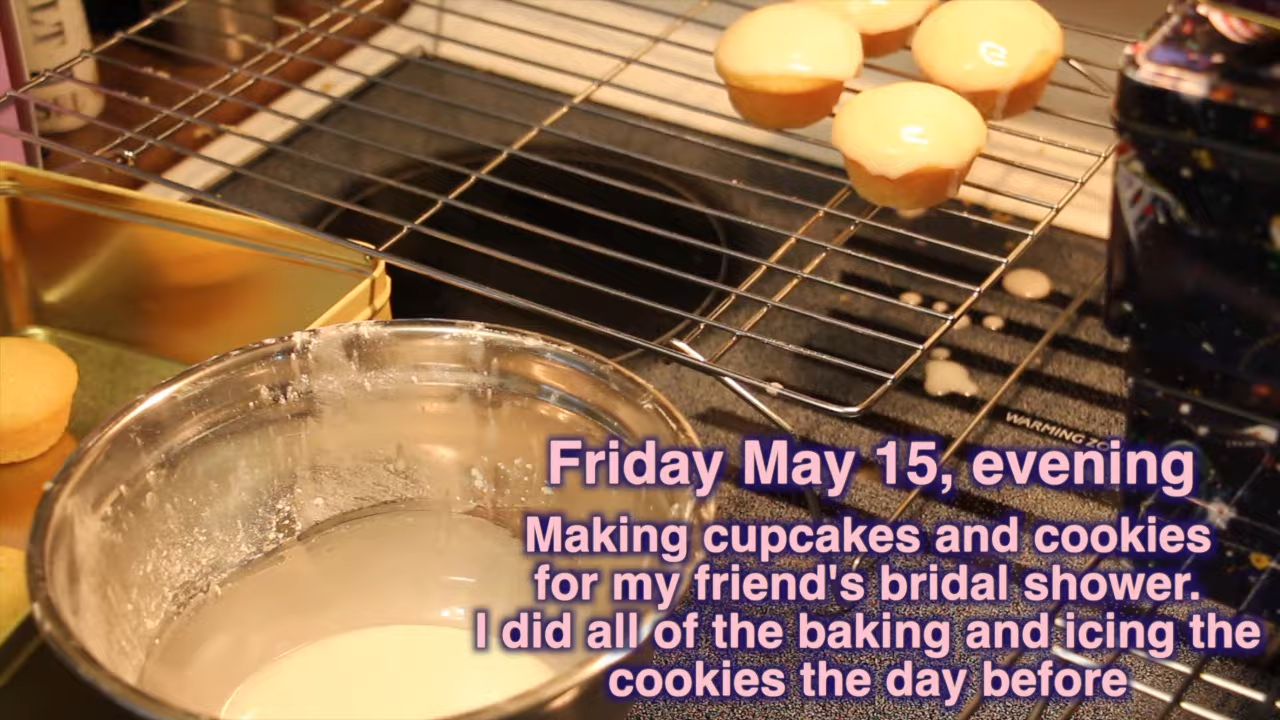 WARMING ZO
Friday May 15, evening
Making cupcakes and cookies
for my friend's bridal shower.
I did all of the baking and icing the
cookies the day before